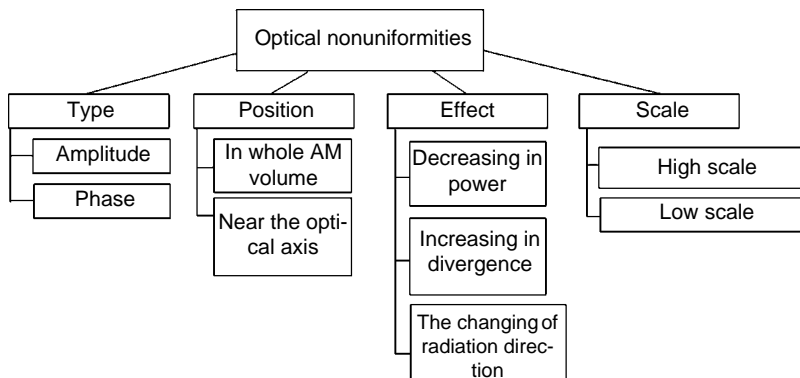 Optical nonuniformities
Type
Amplitude
Phase
Position
In whole AM
volume
Near the opti-
cal axis
Effect
Decreasing in
power
Increasing in
divergence
The changing of
radiation direc-
tion
Scale
High scale
Low scale